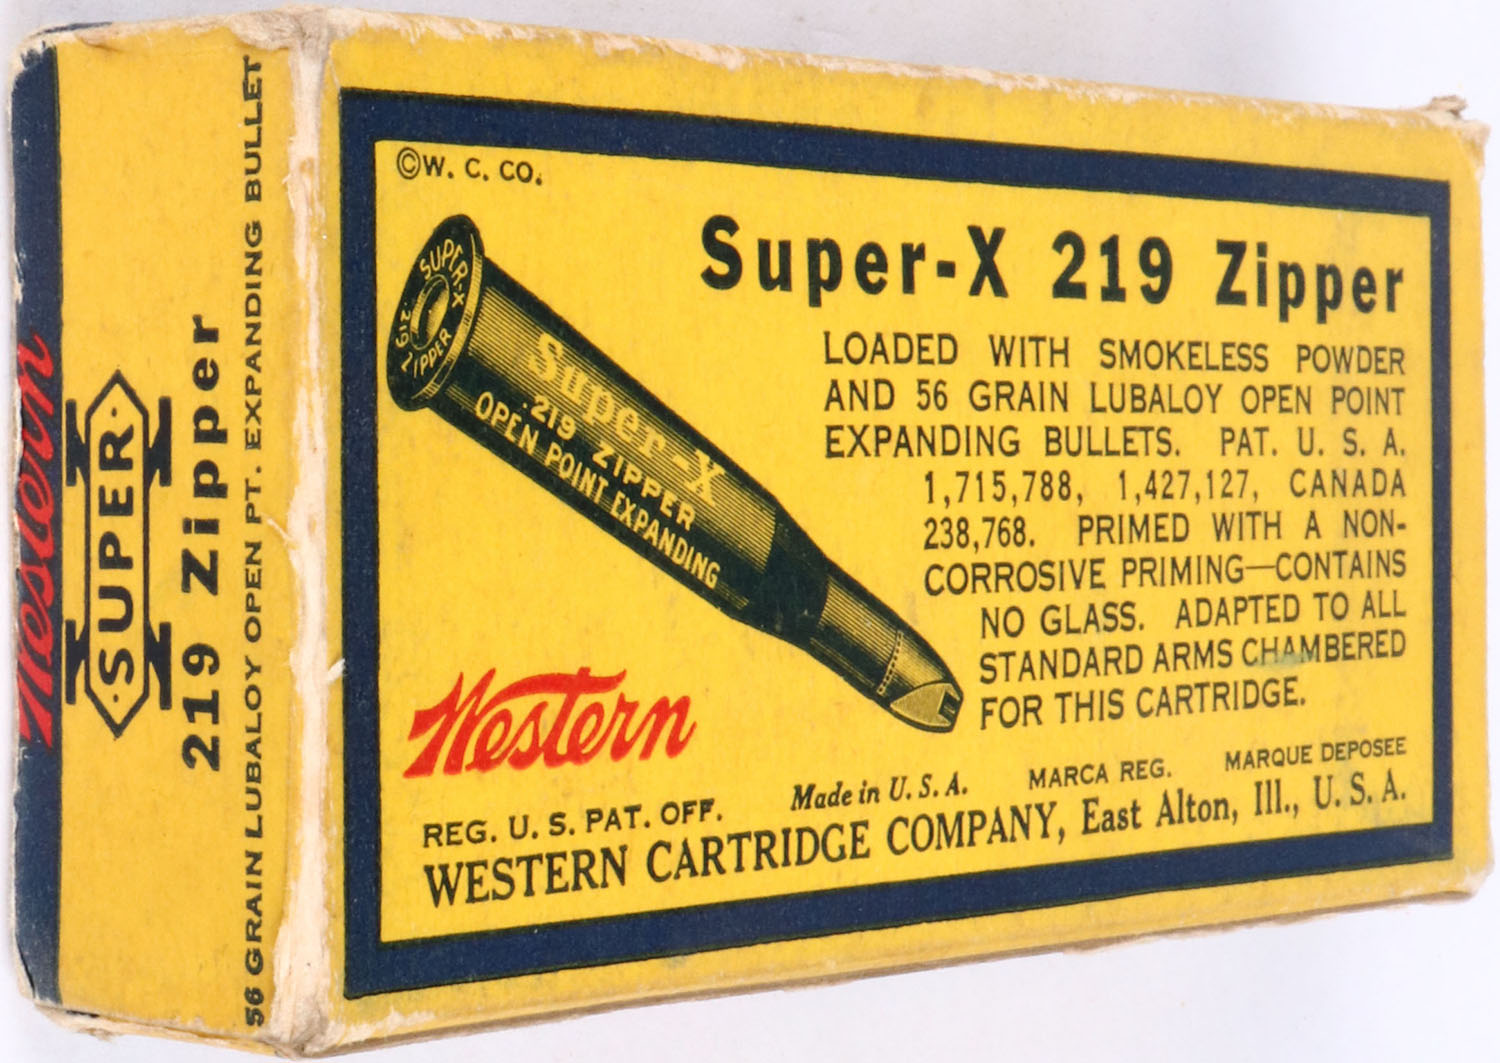 Western
SUPER X
219 Zipper
56 GRAIN LUBALOY OPEN PT. EXPANDING BULLET
©W. C. CO.
SUPER-X
.219
ZIPPER
Super-X
.219 ZIPPER
OPEN POINT EXPANDING
Super-X 219 Zipper
LOADED WITH SMOKELESS POWDER
AND 56 GRAIN LUBALOY OPEN POINT
EXPANDING BULLETS. PAT. U. S. A.
1,715,788, 1,427,127, CANADA
238,768. PRIMED WITH A NON-
CORROSIVE PRIMING—CONTAINS
NO GLASS. ADAPTED TO ALL
STANDARD ARMS CHAMBERED
FOR THIS CARTRIDGE.
Western
REG. U. S. PAT. OFF. Made in U. S. A. MARCA REG. MARQUE DEPOSEE
WESTERN CARTRIDGE COMPANY, East Alton, Ill., U. S. A.